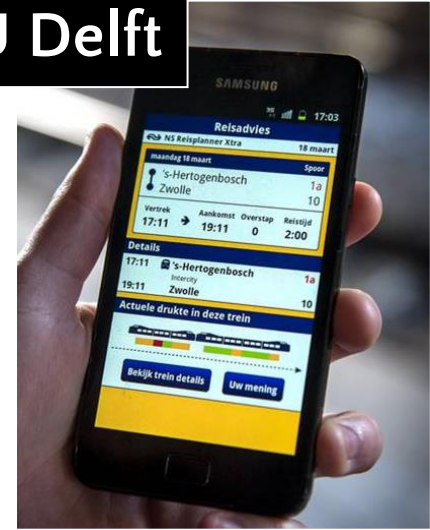 U Delft
SAMSUNG
3G 17:03
Reisadvies
NS Reisplanner Xtra 18 maart
maandag 18 maart Spoor
's-Hertogenbosch 1a
Zwolle 10
Vertrek Aankomst Overstap Reistijd
17:11 19:11 0 2:00
Details
17:11 's-Hertogenbosch 1a
Intercity
19:11 Zwolle 10
Actuele drukte in deze trein
Bekijk trein details Uw mening